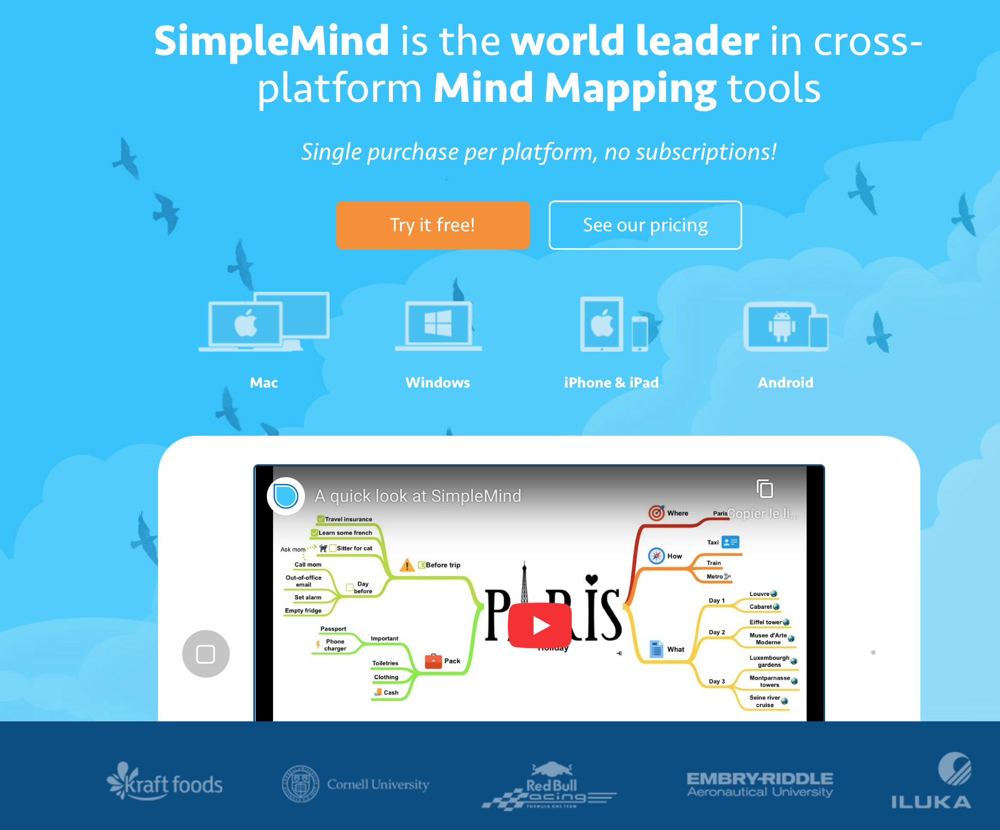 SimpleMind is the world leader in cross-
platform Mind Mapping tools
Single purchase per platform, no subscriptions!
Try it free!
See our pricing
Mac
Windows
iPhone & iPad
Android
A quick look at SimpleMind
Copier le li...
Travel insurance
Learn some french
Ask mom
Sitter for cat
Call mom
Out-of-office
email
Set alarm
Empty fridge
Day
before
Before trip
Passport
Phone
charger
Important
Toiletries
Clothing
Cash
Pack
PARIS
Holiday
Where
Paris
How
Taxi
Train
Metro
What
Day 1
Louvre
Cabaret
Day 2
Eiffel tower
Musee d'Arte
Moderne
Day 3
Luxembourgh
gardens
Montparnasse
towers
Seine river
cruise
kraft foods
Cornell University
Red Bull
Racing
FORMULA ONE TEAM
EMBRY-RIDDLE
Aeronautical University
ILUKA